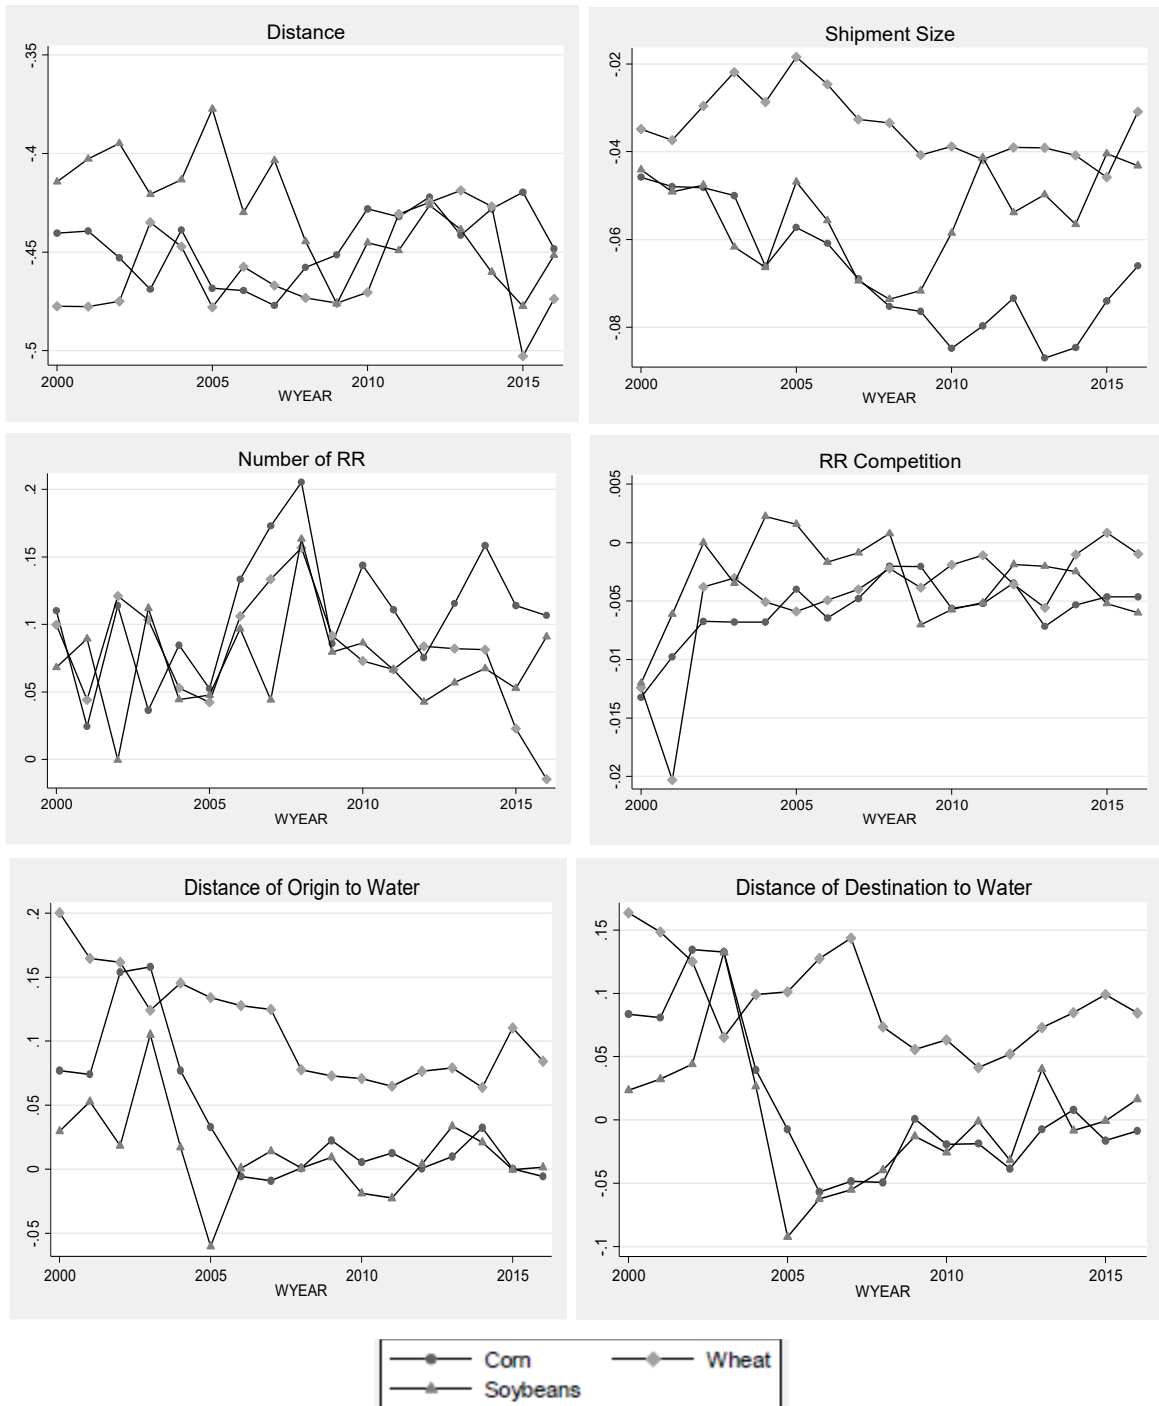 Distance
-.35
-.4
-.45
-.5
2000 2005 2010 2015
WYEAR
Shipment Size
-.02
-.04
-.06
-.08
2000 2005 2010 2015
WYEAR
Number of RR
.2
.15
.1
.05
0
2000 2005 2010 2015
WYEAR
RR Competition
.005
0
-.005
-.01
-.015
-.02
2000 2005 2010 2015
WYEAR
Distance of Origin to Water
.2
.15
.1
.05
0
-.05
2000 2005 2010 2015
WYEAR
Distance of Destination to Water
.15
.1
.05
0
-.05
-.1
2000 2005 2010 2015
WYEAR
Corn Wheat
Soybeans